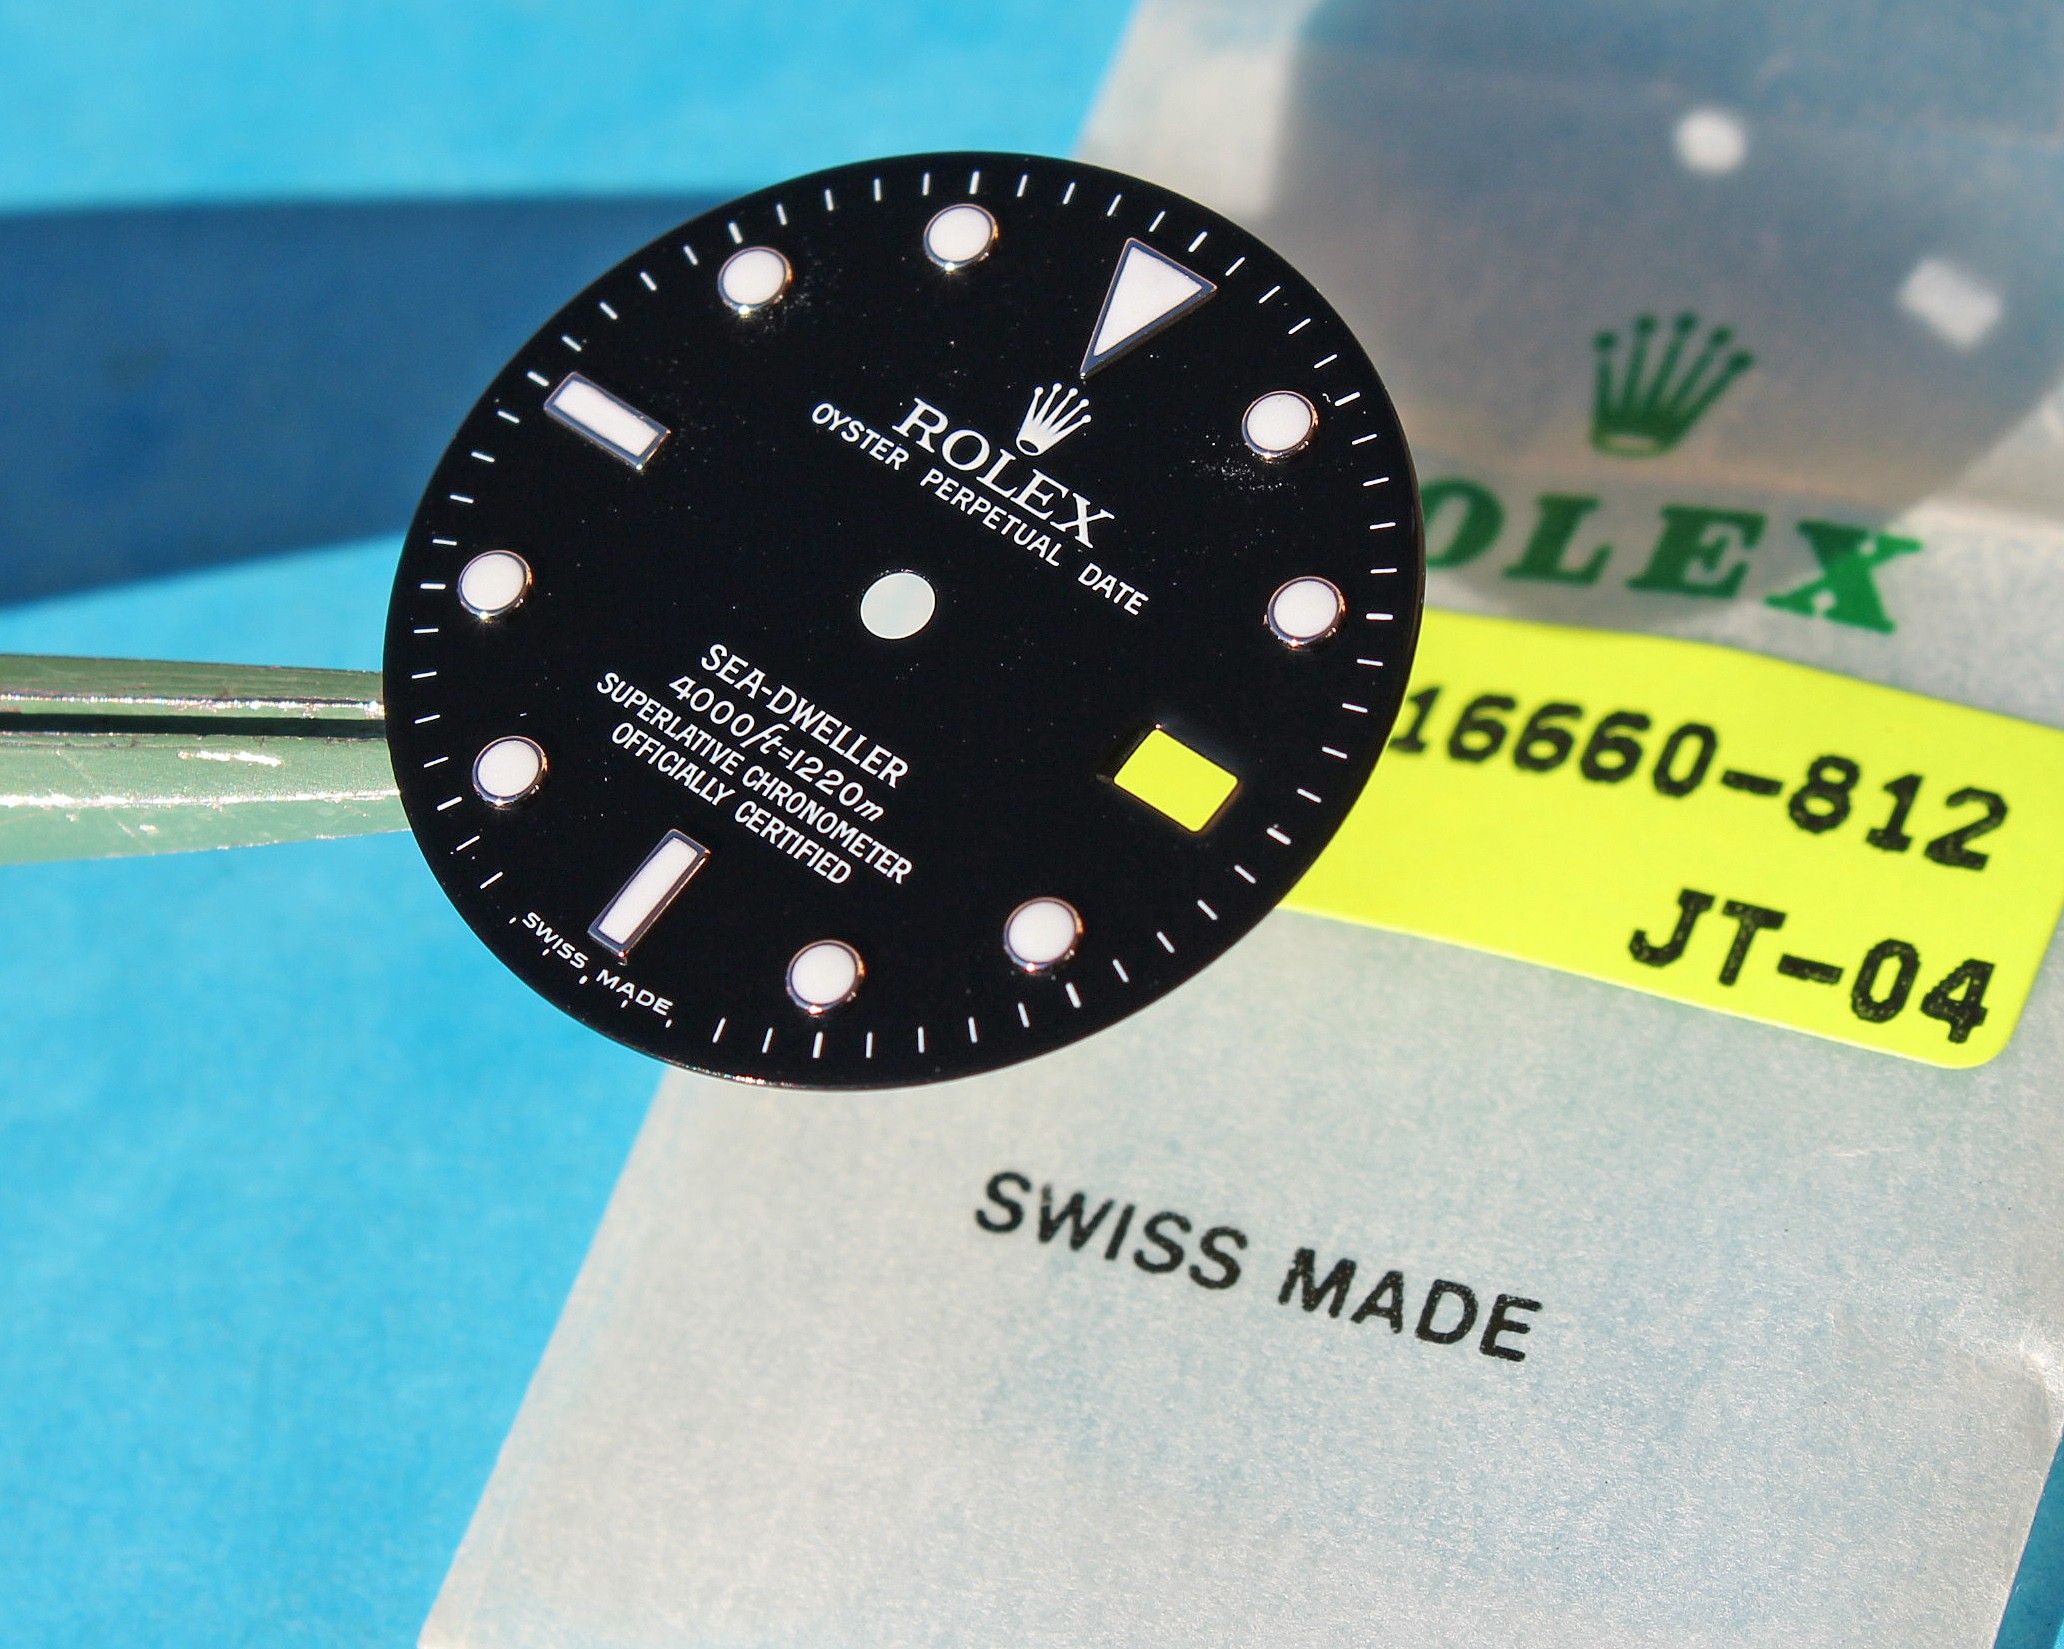 ROLEX
OYSTER PERPETUAL DATE
SEA-DWELLER
4000ft=1220m
SUPERLATIVE CHRONOMETER
OFFICIALLY CERTIFIED
SWISS MADE
OLEX
16660-812
JT-04
SWISS MADE